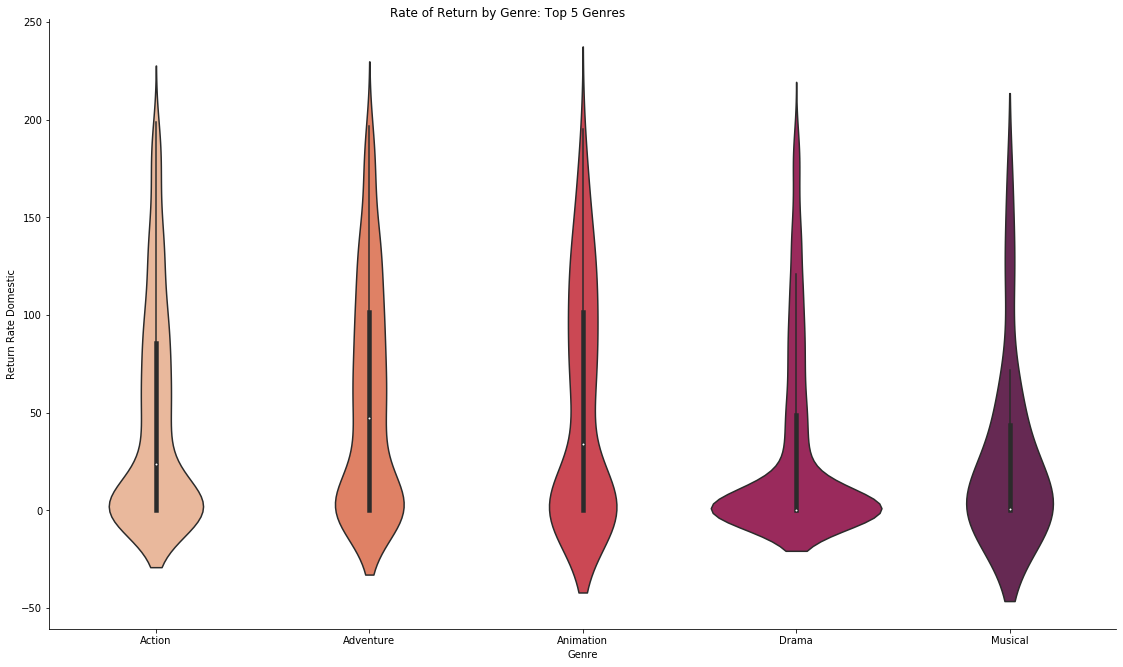 Rate of Return by Genre: Top 5 Genres
250
200
150
100
50
0
−50
Return Rate Domestic
Action
Adventure
Animation
Drama
Musical
Genre